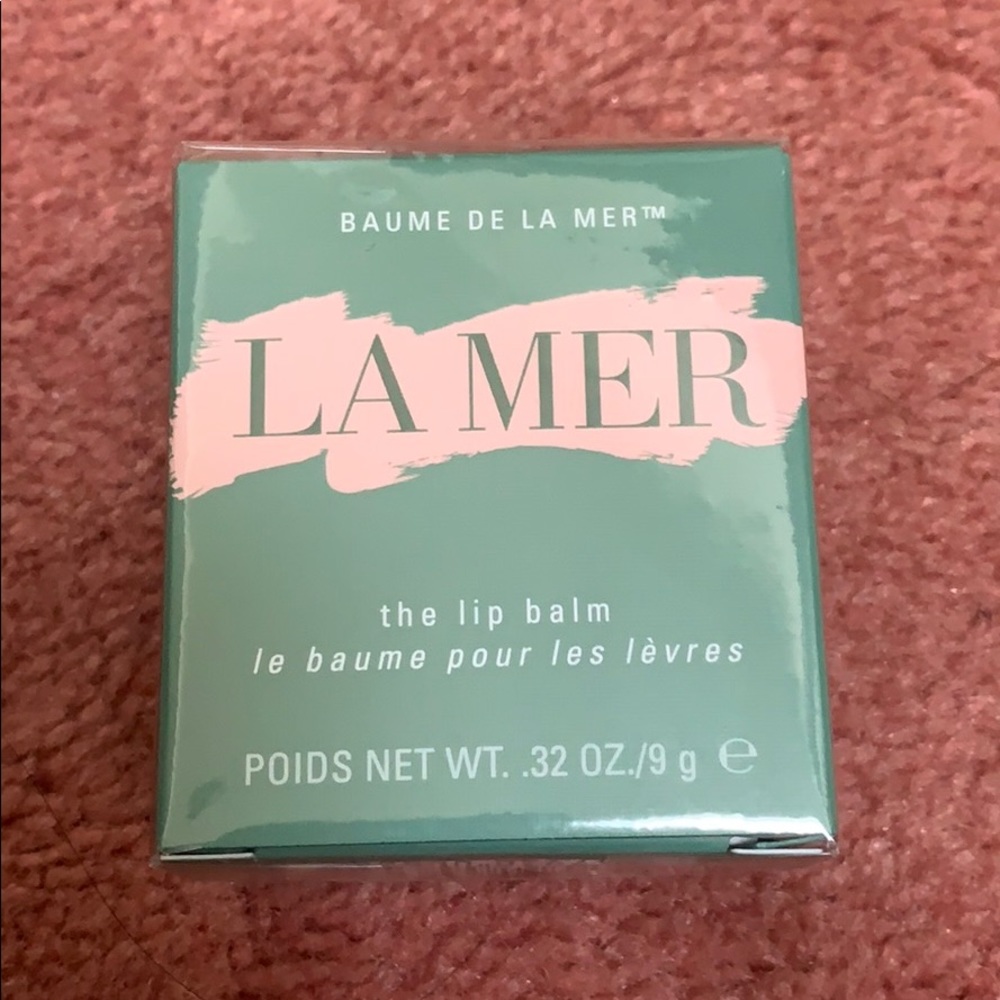 BAUME DE LA MER™
LA MER
the lip balm
le baume pour les lèvres
POIDS NET WT. .32 OZ./9 g ℮